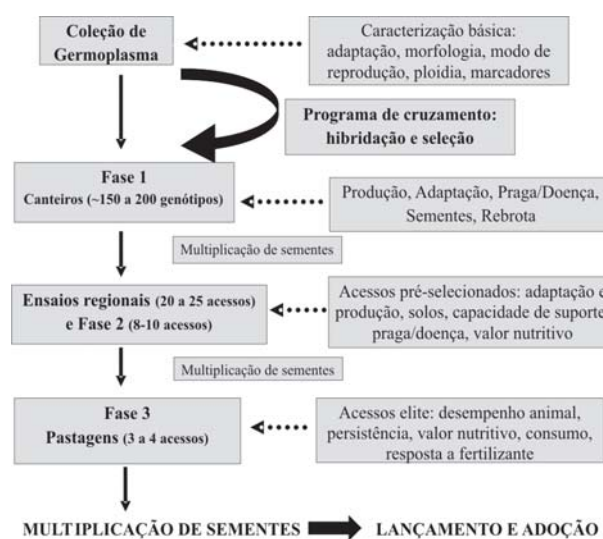 Coleção de
Germoplasma
Caracterização básica:
adaptação, morfologia, modo de
reprodução, ploidia, marcadores
Programa de cruzamento:
hibridação e seleção
Fase 1
Canteiros (~150 a 200 genótipos)
Produção, Adaptação, Praga/Doença,
Sementes, Rebrota
Multiplicação de sementes
Ensaios regionais (20 a 25 acessos)
e Fase 2 (8-10 acessos)
Acessos pré-selecionados: adaptação e
produção, solos, capacidade de suporte
praga/doença, valor nutritivo
Multiplicação de sementes
Fase 3
Pastagens (3 a 4 acessos)
Acessos elite: desempenho animal,
persistência, valor nutritivo, consumo,
resposta a fertilizante
MULTIPLICAÇÃO DE SEMENTES
LANÇAMENTO E ADOÇÃO